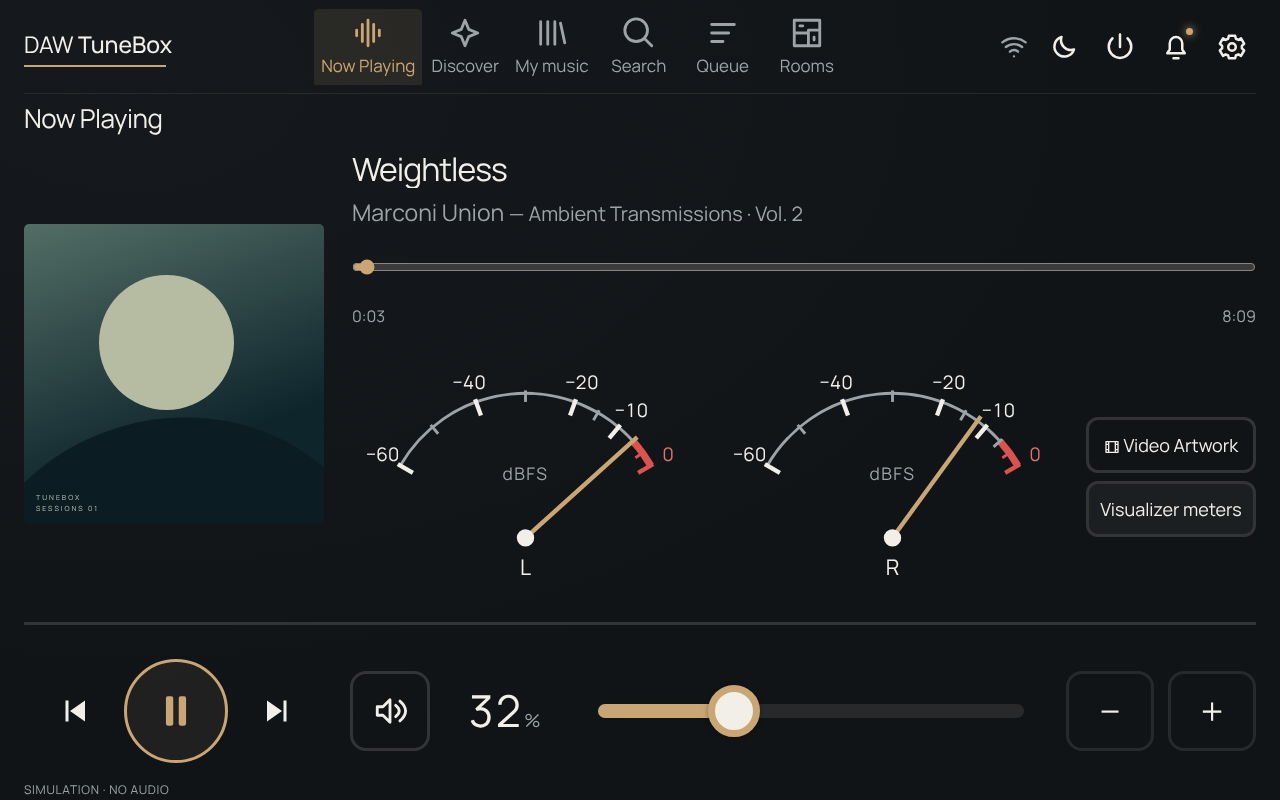 DAW TuneBox
Now Playing
Discover
My music
Search
Queue
Rooms
Now Playing
Weightless
Marconi Union — Ambient Transmissions · Vol. 2
0:03
8:09
TUNEBOX
SESSIONS 01
−60
−40
−20
−10
0
dBFS
L
−60
−40
−20
−10
0
dBFS
R
Video Artwork
Visualizer meters
32%
SIMULATION · NO AUDIO